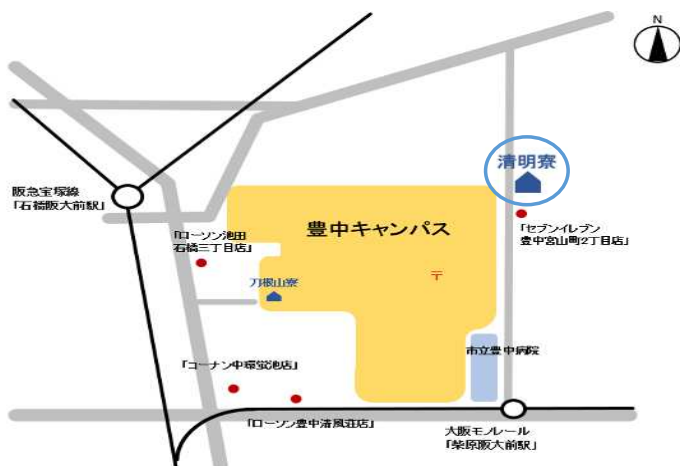 N
清明寮
阪急宝塚線
「石橋阪大前駅」
「ローソン池田
石橋三丁目店」
豊中キャンパス
「セブンイレブン
豊中宮山町2丁目店」
〒
刀根山寮
市立豊中病院
「コーナン中環蛍池店」
「ローソン豊中清風荘店」
大阪モノレール
「柴原阪大前駅」